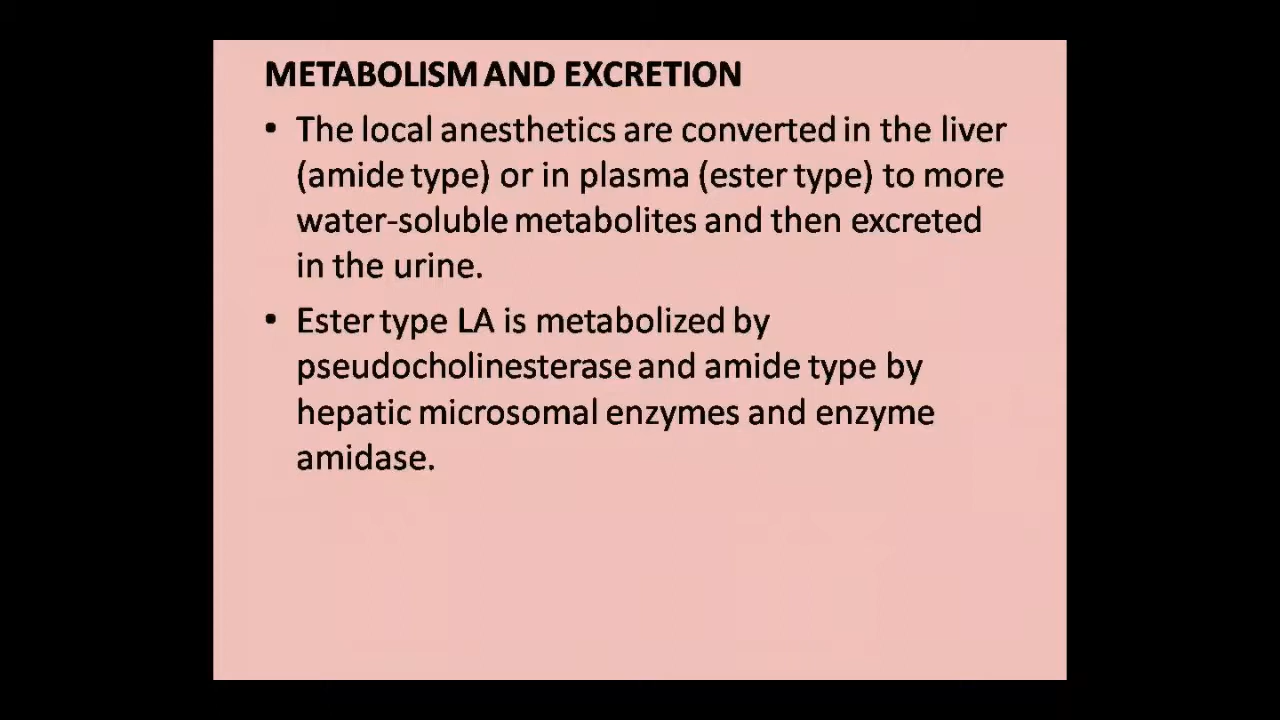 METABOLISM AND EXCRETION
• The local anesthetics are converted in the liver
(amide type) or in plasma (ester type) to more
water-soluble metabolites and then excreted
in the urine.
• Ester type LA is metabolized by
pseudocholinesterase and amide type by
hepatic microsomal enzymes and enzyme
amidase.